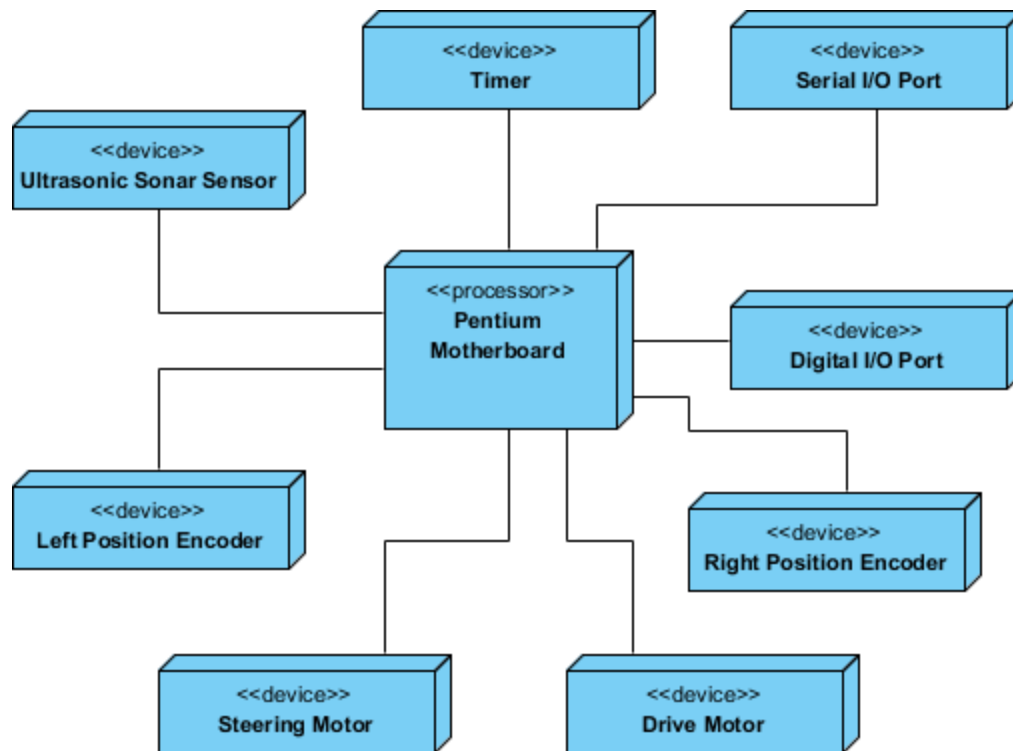 <<device>>
Timer
<<device>>
Serial I/O Port
<<device>>
Ultrasonic Sonar Sensor
<<processor>>
Pentium
Motherboard
<<device>>
Digital I/O Port
<<device>>
Left Position Encoder
<<device>>
Right Position Encoder
<<device>>
Steering Motor
<<device>>
Drive Motor